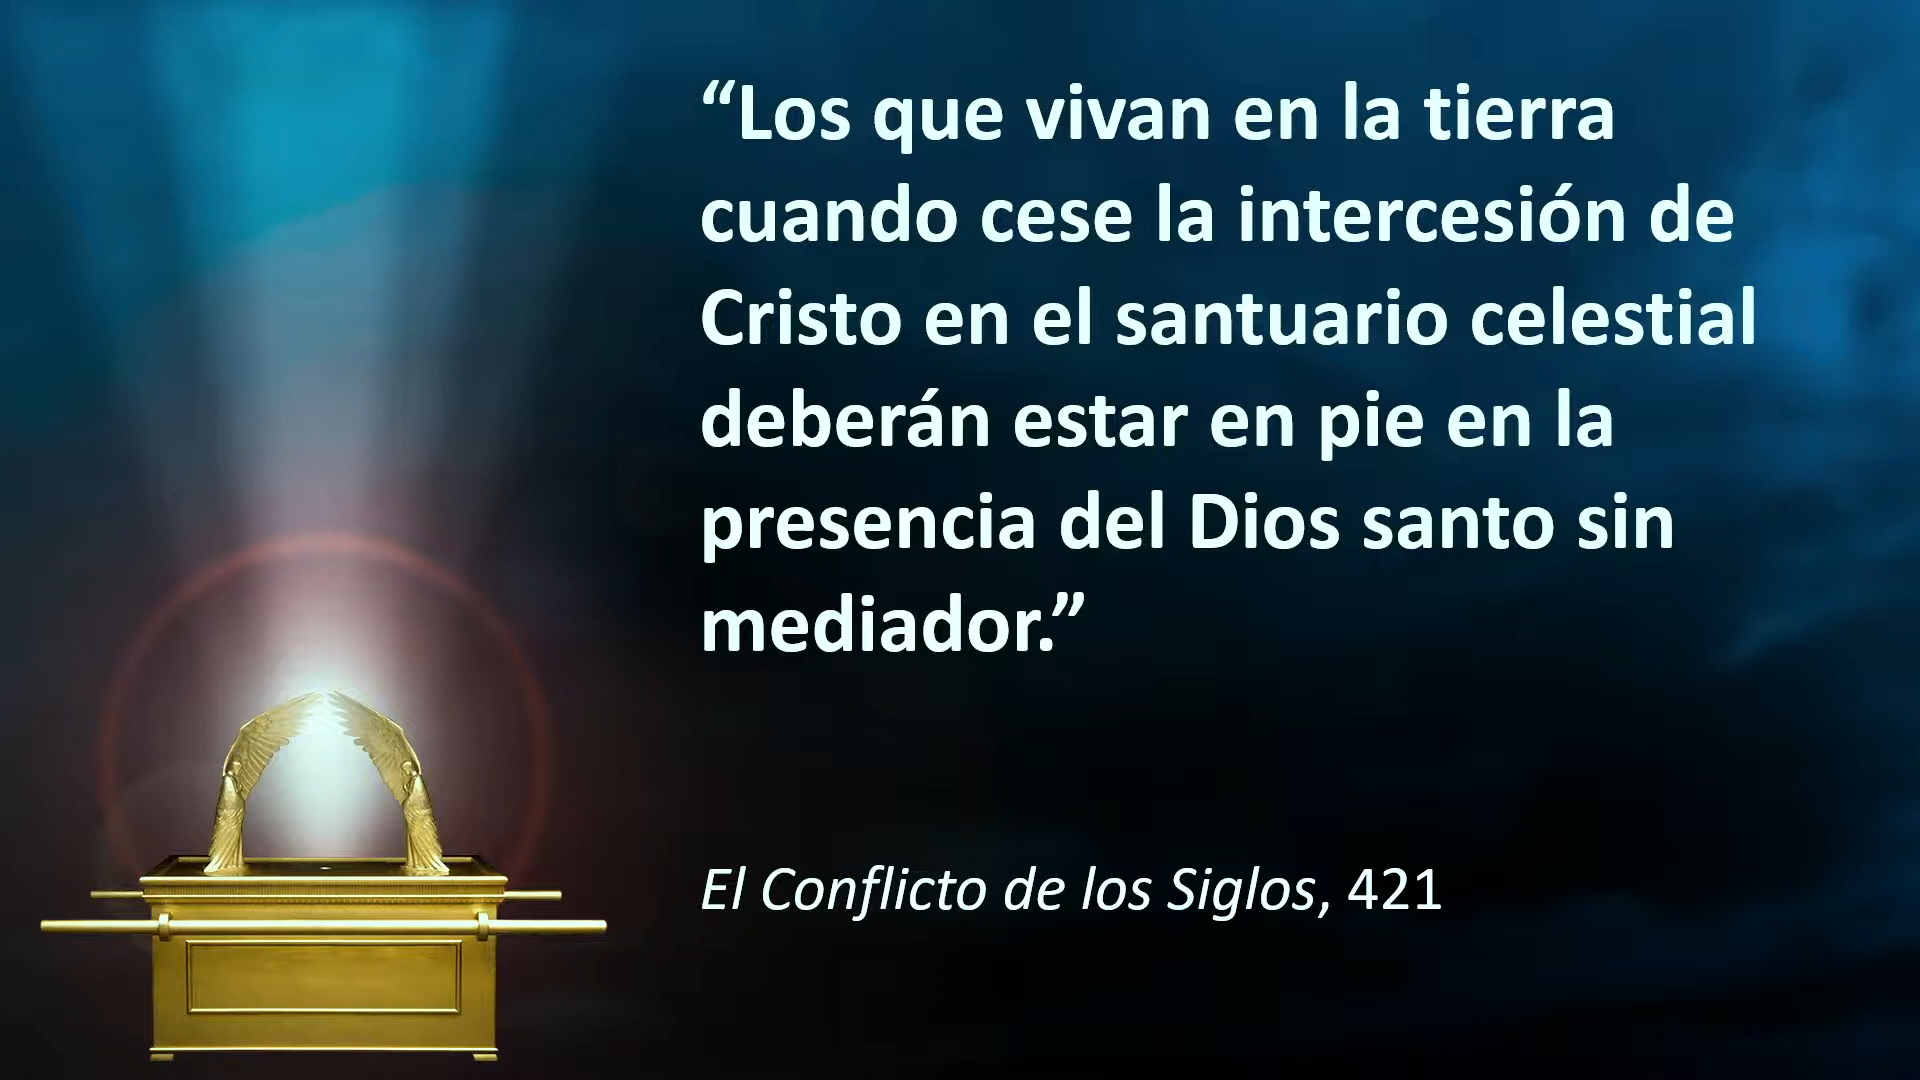 “Los que vivan en la tierra
cuando cese la intercesión de
Cristo en el santuario celestial
deberán estar en pie en la
presencia del Dios santo sin
mediador.”
El Conflicto de los Siglos, 421